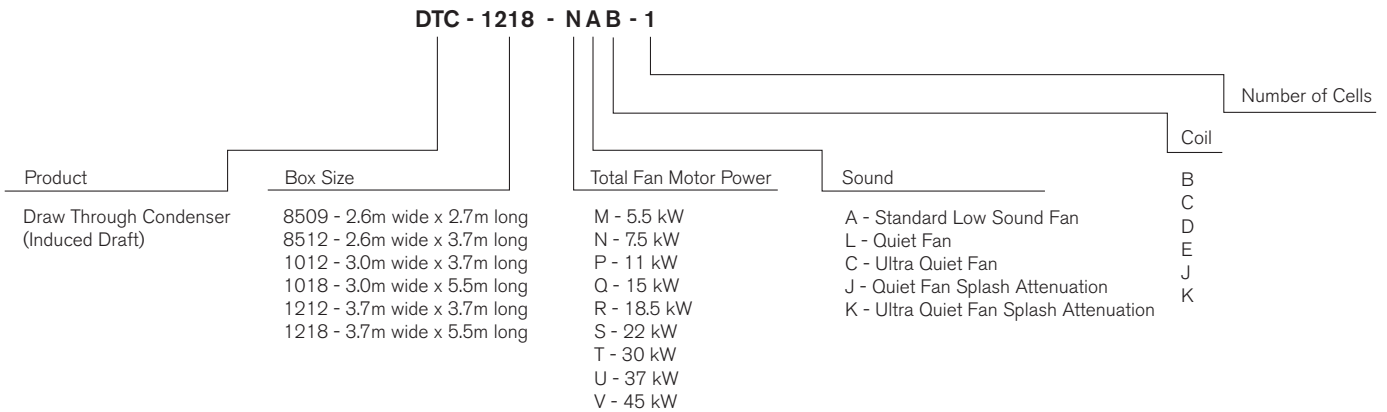 DTC - 1218 - N A B - 1
Number of Cells
Coil
B
C
D
E
J
K
Product
Draw Through Condenser
(Induced Draft)
Box Size
8509 - 2.6m wide x 2.7m long
8512 - 2.6m wide x 3.7m long
1012 - 3.0m wide x 3.7m long
1018 - 3.0m wide x 5.5m long
1212 - 3.7m wide x 3.7m long
1218 - 3.7m wide x 5.5m long
Total Fan Motor Power
M - 5.5 kW
N - 7.5 kW
P - 11 kW
Q - 15 kW
R - 18.5 kW
S - 22 kW
T - 30 kW
U - 37 kW
V - 45 kW
Sound
A - Standard Low Sound Fan
L - Quiet Fan
C - Ultra Quiet Fan
J - Quiet Fan Splash Attenuation
K - Ultra Quiet Fan Splash Attenuation